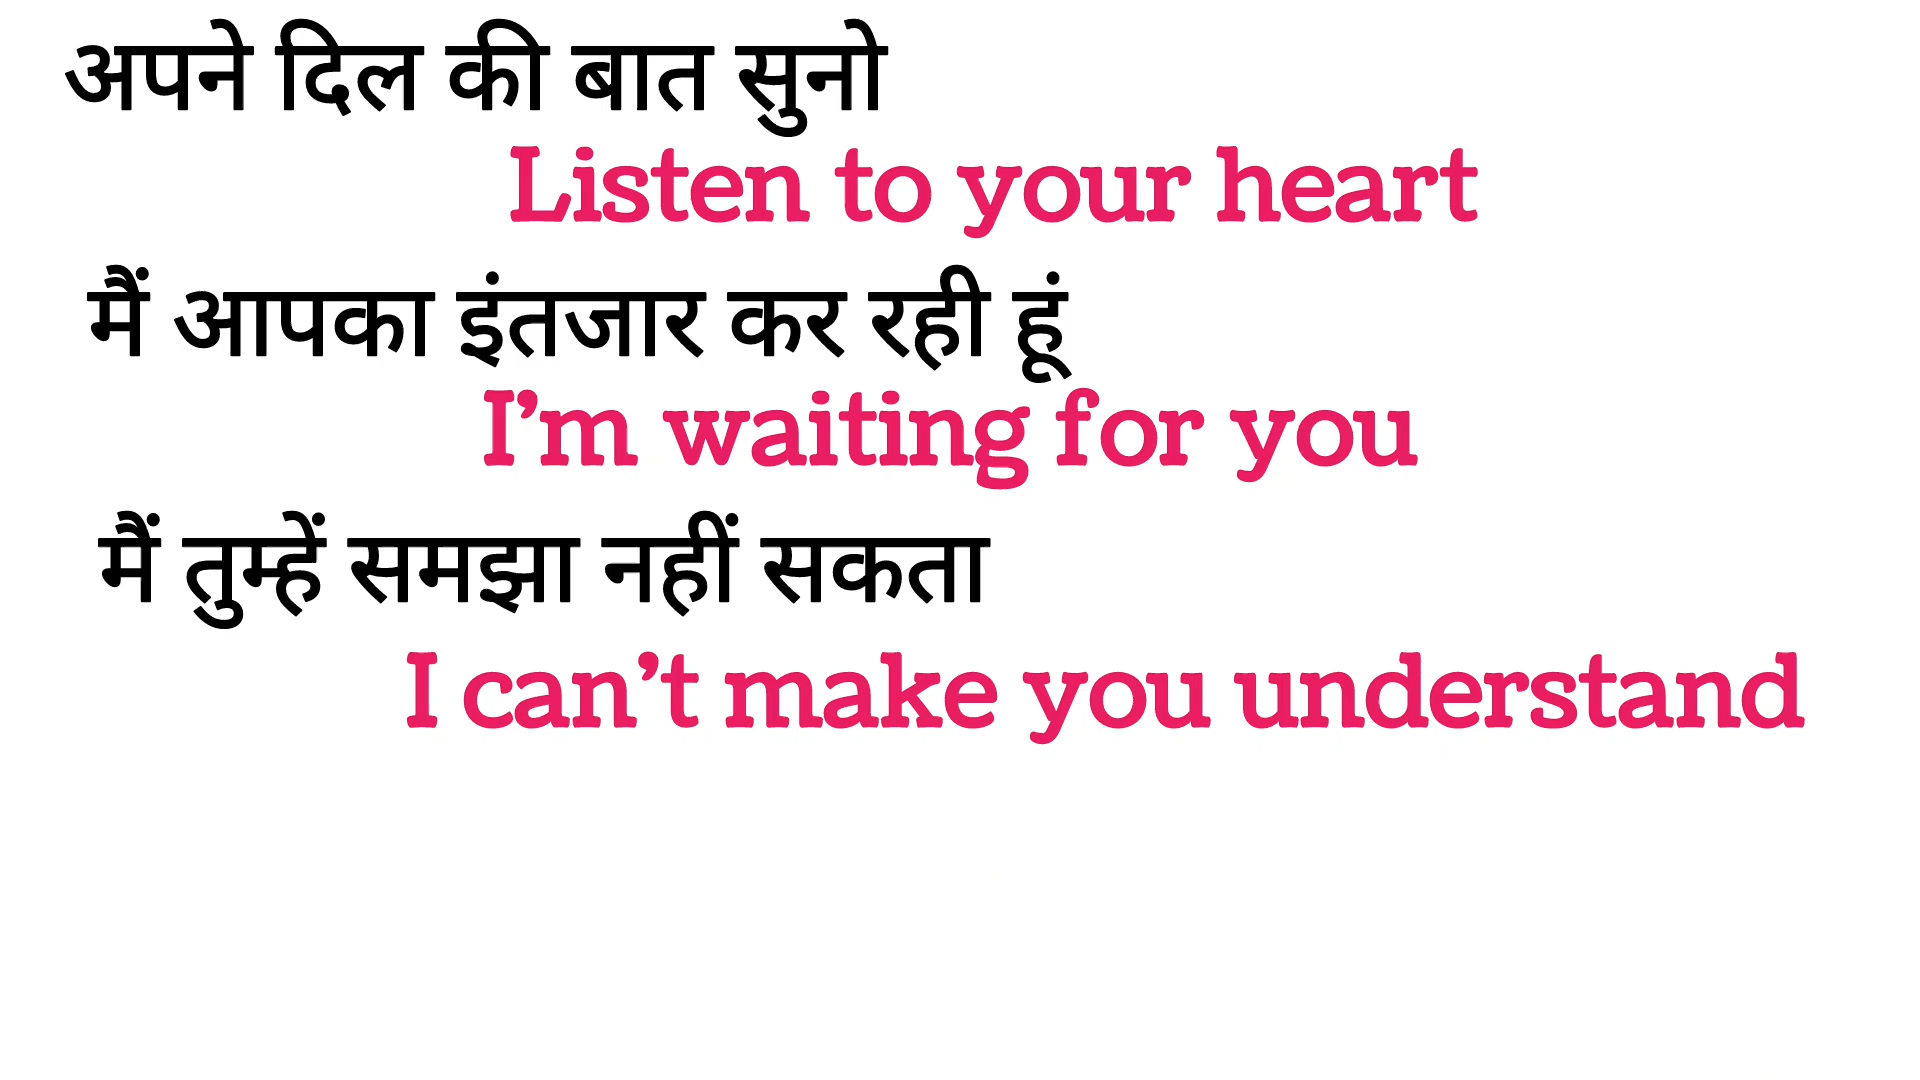 अपने दिल की बात सुनो
Listen to your heart
मैं आपका इंतजार कर रही हूं
I’m waiting for you
मैं तुम्हें समझा नहीं सकता
I can’t make you understand